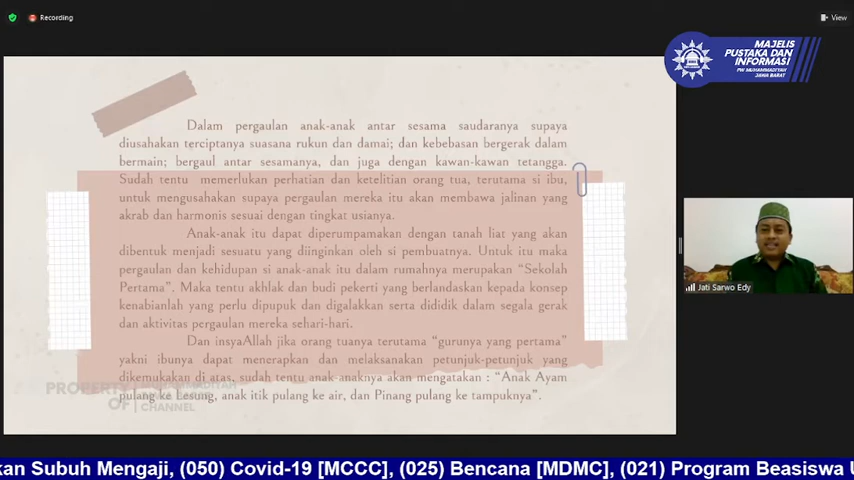 Recording
View
MAJELIS
PUSTAKA DAN
INFORMASI
PW MUHAMMADIYAH
JAWA BARAT
Dalam pergaulan anak-anak antar sesama saudaranya supaya
diusahakan terciptanya suasana rukun dan damai; dan kebebasan bergerak dalam
bermain; bergaul antar sesamanya, dan juga dengan kawan-kawan tetangga.
Sudah tentu memerlukan perhatian dan ketelitian orang tua, terutama si ibu,
untuk mengusahakan supaya pergaulan mereka itu akan membawa jalinan yang
akrab dan harmonis sesuai dengan tingkat usianya.
Anak-anak itu dapat diperumpamakan dengan tanah liat yang akan
dibentuk menjadi sesuatu yang diinginkan oleh si pembuatnya. Untuk itu maka
pergaulan dan kehidupan si anak-anak itu dalam rumahnya merupakan "Sekolah
Pertama". Maka tentu akhlak dan budi pekerti yang berlandaskan kepada konsep
kenabianlah yang perlu dipupuk dan digalakkan serta dididik dalam segala gerak
dan aktivitas pergaulan mereka sehari-hari.
Dan insyaAllah jika orang tuanya terutama "gurunya yang pertama"
yakni ibunya dapat menerapkan dan melaksanakan petunjuk-petunjuk yang
dikemukakan di atas, sudah tentu anak-anaknya akan mengatakan : "Anak Ayam
pulang ke Lesung, anak itik pulang ke air, dan Pinang pulang ke tampuknya".
PROPERTY
OF
CHANNEL
Jati Sarwo Edy
kan Subuh Mengaji, (050) Covid-19 [MCCC], (025) Bencana [MDMC], (021) Program Beasiswa